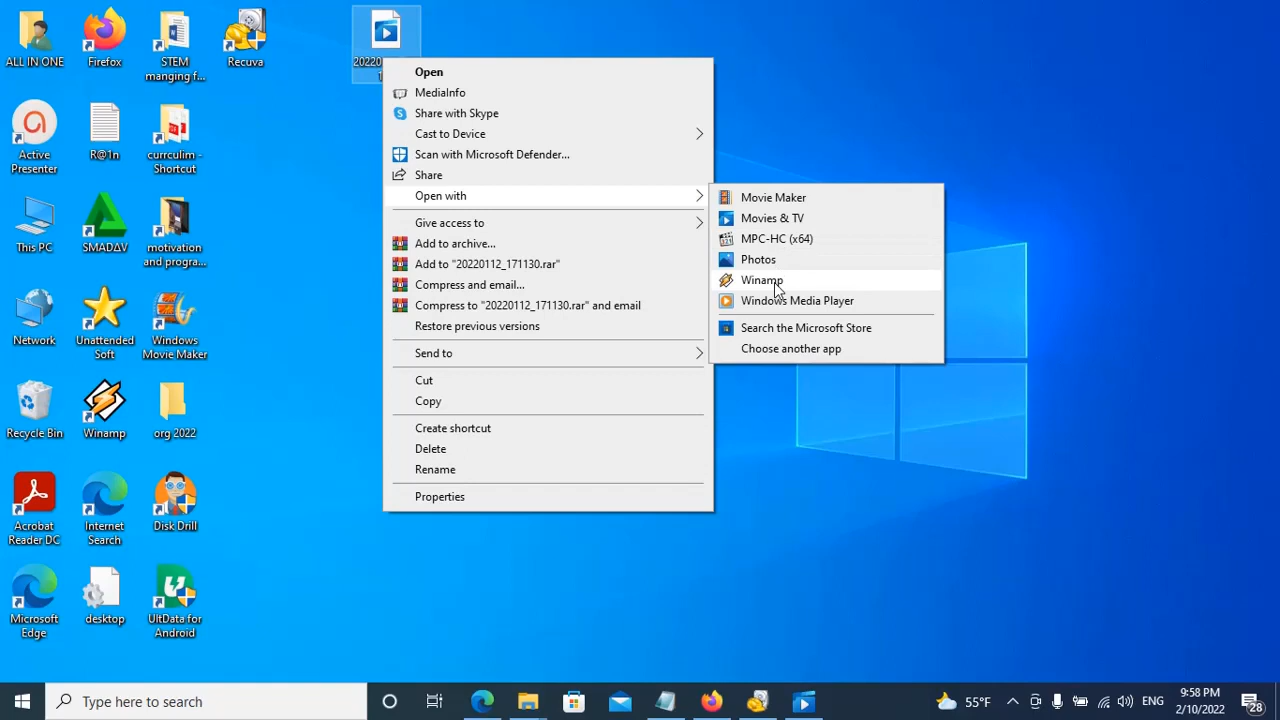 ALL IN ONE
Firefox
STEM
manging f...
Recuva
Active
Presenter
R@1n
currculim -
Shortcut
This PC
SMADΔV
motivation
and progra...
Network
Unattended
Soft
Windows
Movie Maker
Recycle Bin
Winamp
org 2022
Acrobat
Reader DC
Internet
Search
Disk Drill
Microsoft
Edge
desktop
UltData for
Android
Open
MediaInfo
Share with Skype
Cast to Device
Scan with Microsoft Defender...
Share
Open with
Give access to
Add to archive...
Add to "20220112_171130.rar"
Compress and email...
Compress to "20220112_171130.rar" and email
Restore previous versions
Send to
Cut
Copy
Create shortcut
Delete
Rename
Properties
Movie Maker
Movies & TV
MPC-HC (x64)
Photos
Winamp
Windows Media Player
Search the Microsoft Store
Choose another app
Type here to search
55°F
ENG
9:58 PM
2/10/2022
28